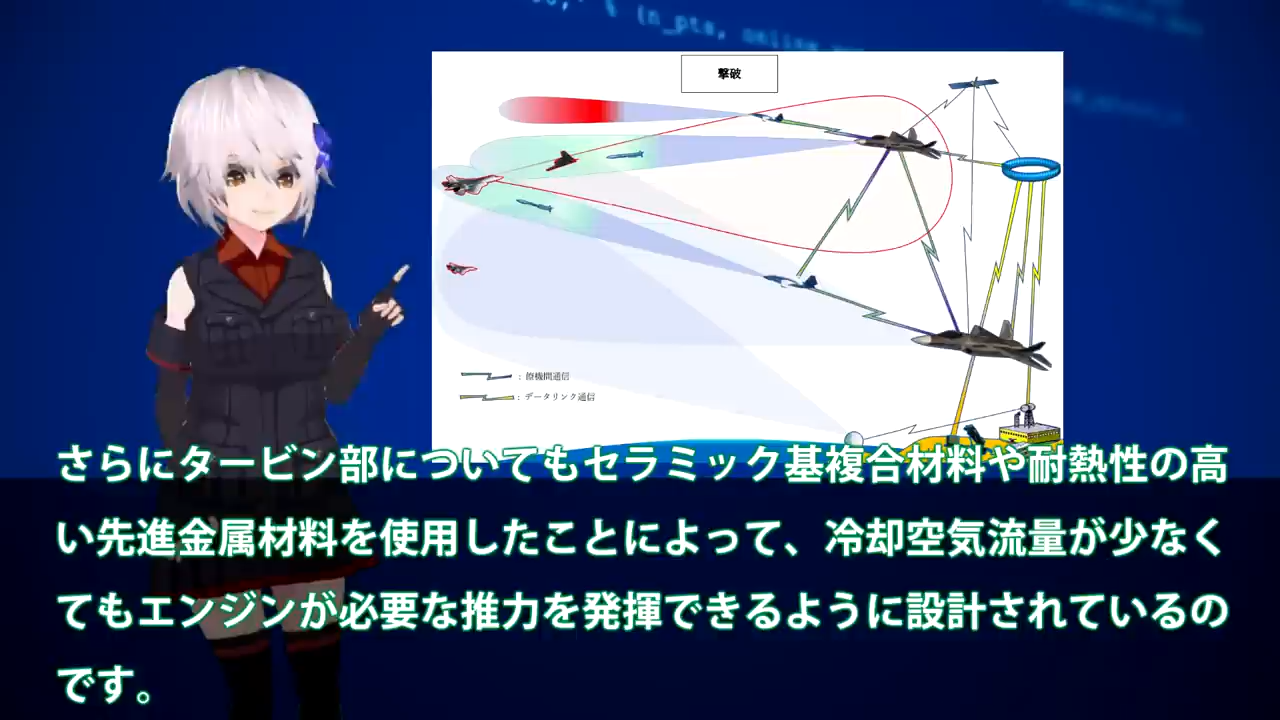 {n_pts,
撃破
：僚機間通信
：データリンク通信
さらにタービン部についてもセラミック基複合材料や耐熱性の高
い先進金属材料を使用したことによって、冷却空気流量が少なく
てもエンジンが必要な推力を発揮できるように設計されているの
です。